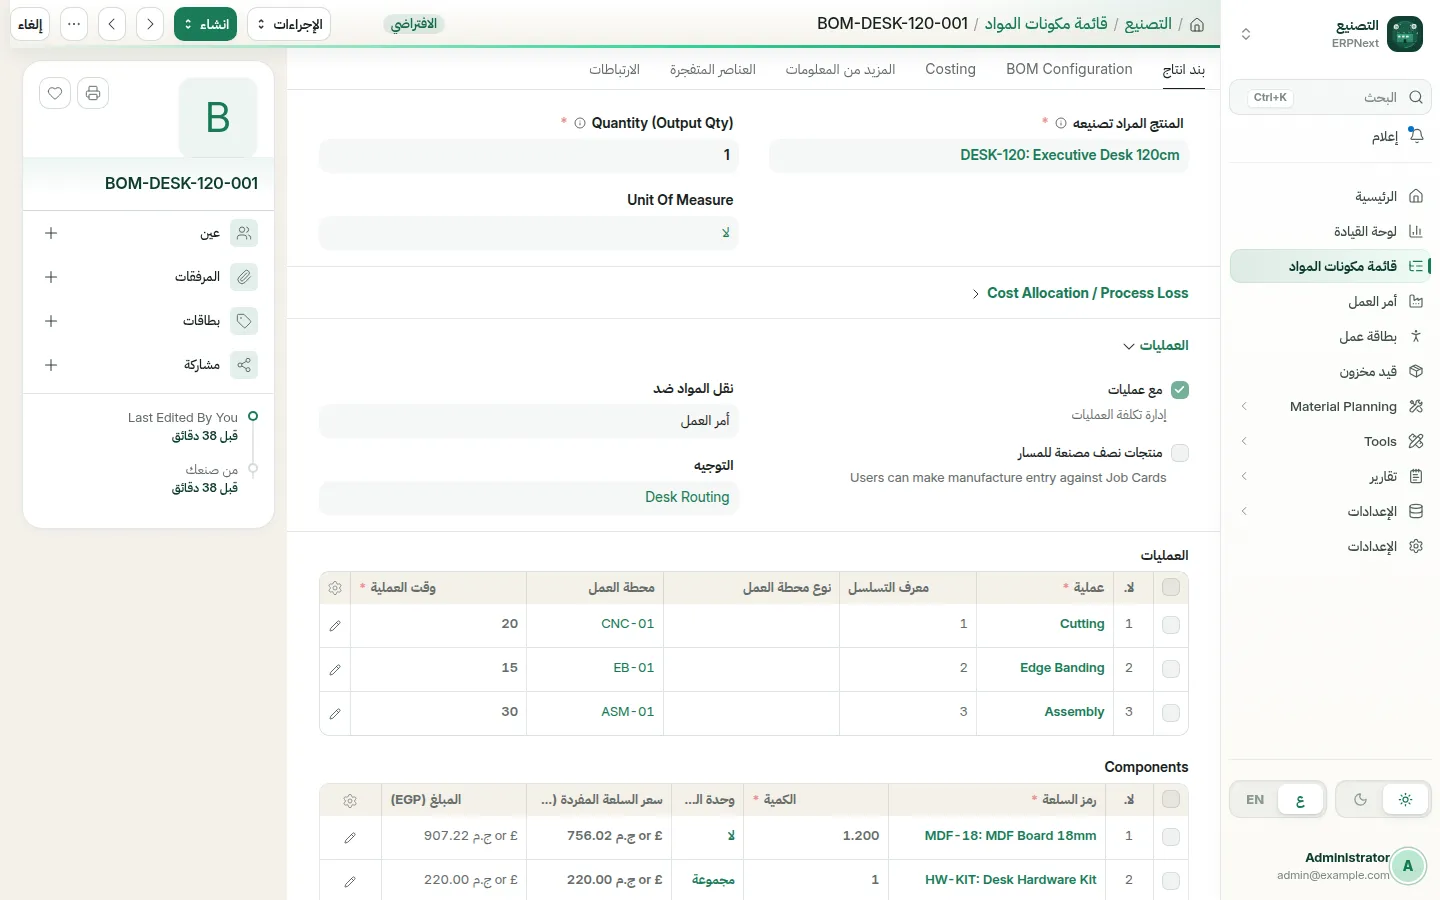 التصنيع
ERPNext
البحث
Ctrl+K
إعلام
الرئيسية
لوحة القيادة
قائمة مكونات المواد
أمر العمل
بطاقة عمل
قيد مخزون
Material Planning
Tools
تقارير
الإعدادات
الإعدادات
EN
ع
Administrator
admin@example.com
A
التصنيع / قائمة مكونات المواد / BOM-DESK-120-001
الافتراضي
الإجراءات
انشاء
إلغاء
بند انتاج
BOM Configuration
Costing
المزيد من المعلومات
العناصر المتفجرة
الارتباطات
المنتج المراد تصنيعه *
DESK-120: Executive Desk 120cm
Quantity (Output Qty) *
1
Unit Of Measure
لا
Cost Allocation / Process Loss
العمليات
مع عمليات
إدارة تكلفة العمليات
منتجات نصف مصنعة للمسار
Users can make manufacture entry against Job Cards
نقل المواد ضد
أمر العمل
التوجيه
Desk Routing
العمليات
لا. عملية * معرف التسلسل نوع محطة العمل محطة العمل وقت العملية *
1 Cutting 1 CNC-01 20
2 Edge Banding 2 EB-01 15
3 Assembly 3 ASM-01 30
Components
لا. رمز السلعة * الكمية * وحدة الـ... سعر السلعة المفردة (... المبلغ (EGP)
1 MDF-18: MDF Board 18mm 1.200 لا £ or ج.م 756.02 £ or ج.م 907.22
2 HW-KIT: Desk Hardware Kit 1 مجموعة £ or ج.م 220.00 £ or ج.م 220.00
B
BOM-DESK-120-001
عين
المرفقات
بطاقات
مشاركة
Last Edited By You
قبل 38 دقائق
من صنعك
قبل 38 دقائق